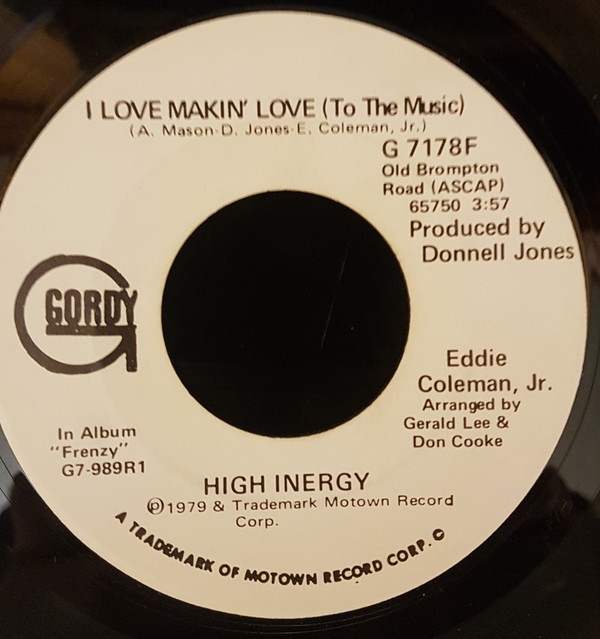 I LOVE MAKIN' LOVE (To The Music)
(A. Mason-D. Jones-E. Coleman, Jr.)
G 7178F
Old Brompton
Road (ASCAP)
65750 3:57
Produced by
Donnell Jones
GORDY
Eddie
Coleman, Jr.
Arranged by
Gerald Lee &
Don Cooke
In Album
"Frenzy"
G7-989R1
HIGH INERGY
℗1979 & Trademark Motown Record
Corp.
A TRADEMARK OF MOTOWN RECORD CORP. ©